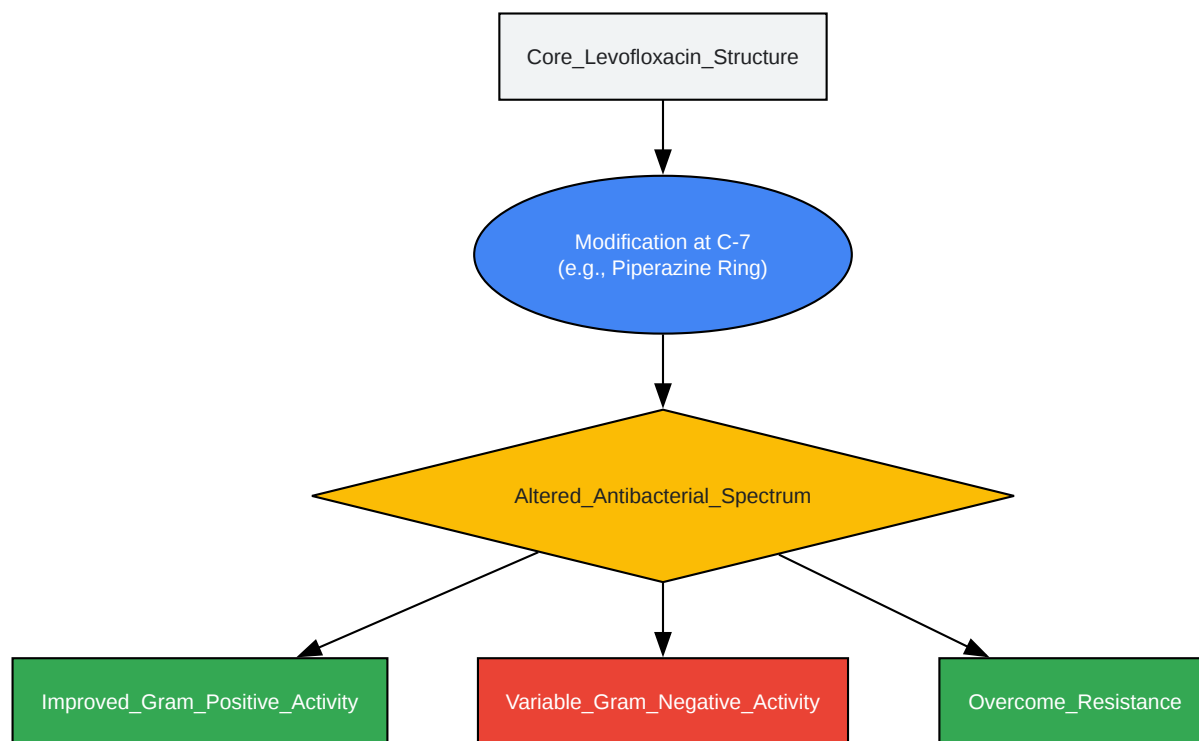 Core_Levofloxacin_Structure
Modification at C-7
(e.g., Piperazine Ring)
Altered_Antibacterial_Spectrum
Improved_Gram_Positive_Activity
Variable_Gram_Negative_Activity
Overcome_Resistance